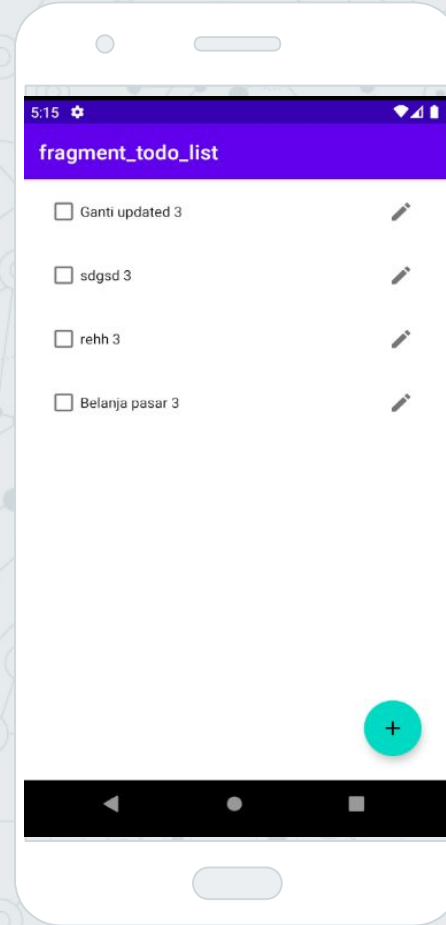 5:15
fragment_todo_list
Ganti updated 3
sdgsd 3
rehh 3
Belanja pasar 3
+